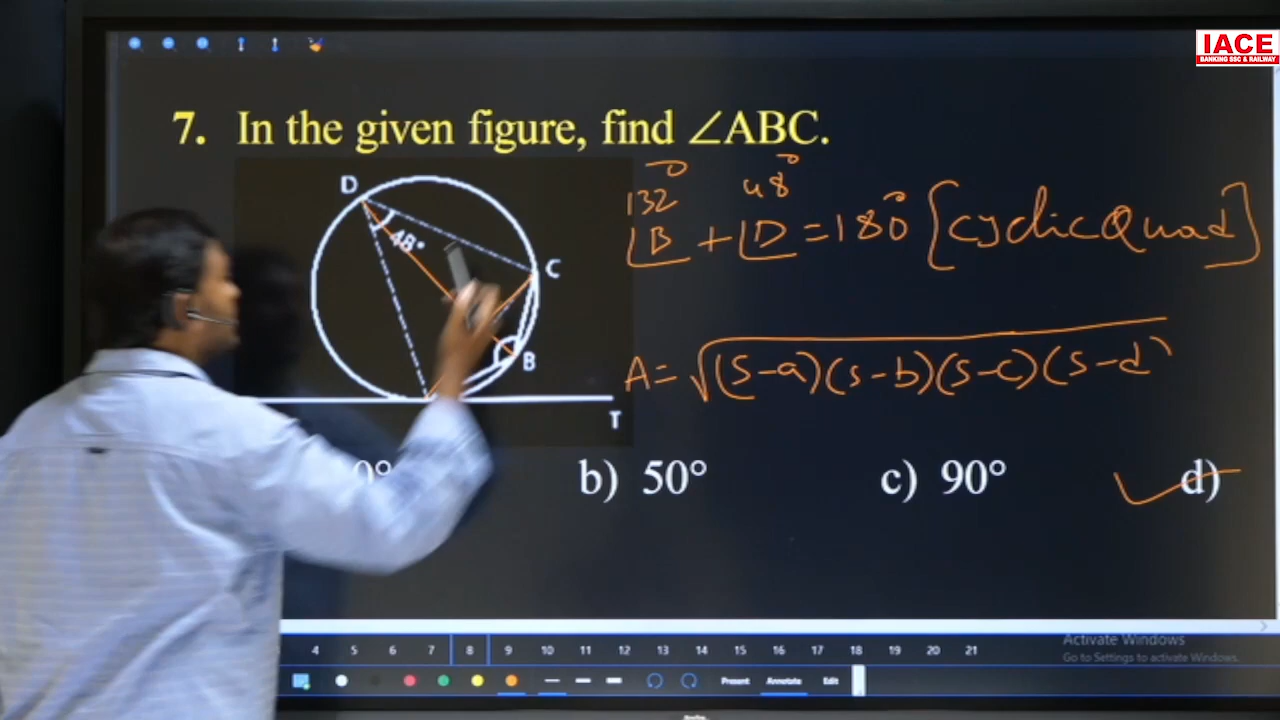 IACE
BANKING SSC & RAILWAY
7. In the given figure, find ∠ABC.
D
48°
C
B
T
132° 48°
∠B + ∠D = 180° [Cyclic Quad]
A = √(s-a)(s-b)(s-c)(s-d)
0° b) 50° c) 90° d)
Activate Windows
Go to Settings to activate Windows.
4 5 6 7 8 9 10 11 12 13 14 15 16 17 18 19 20 21
Present Annotate Edit